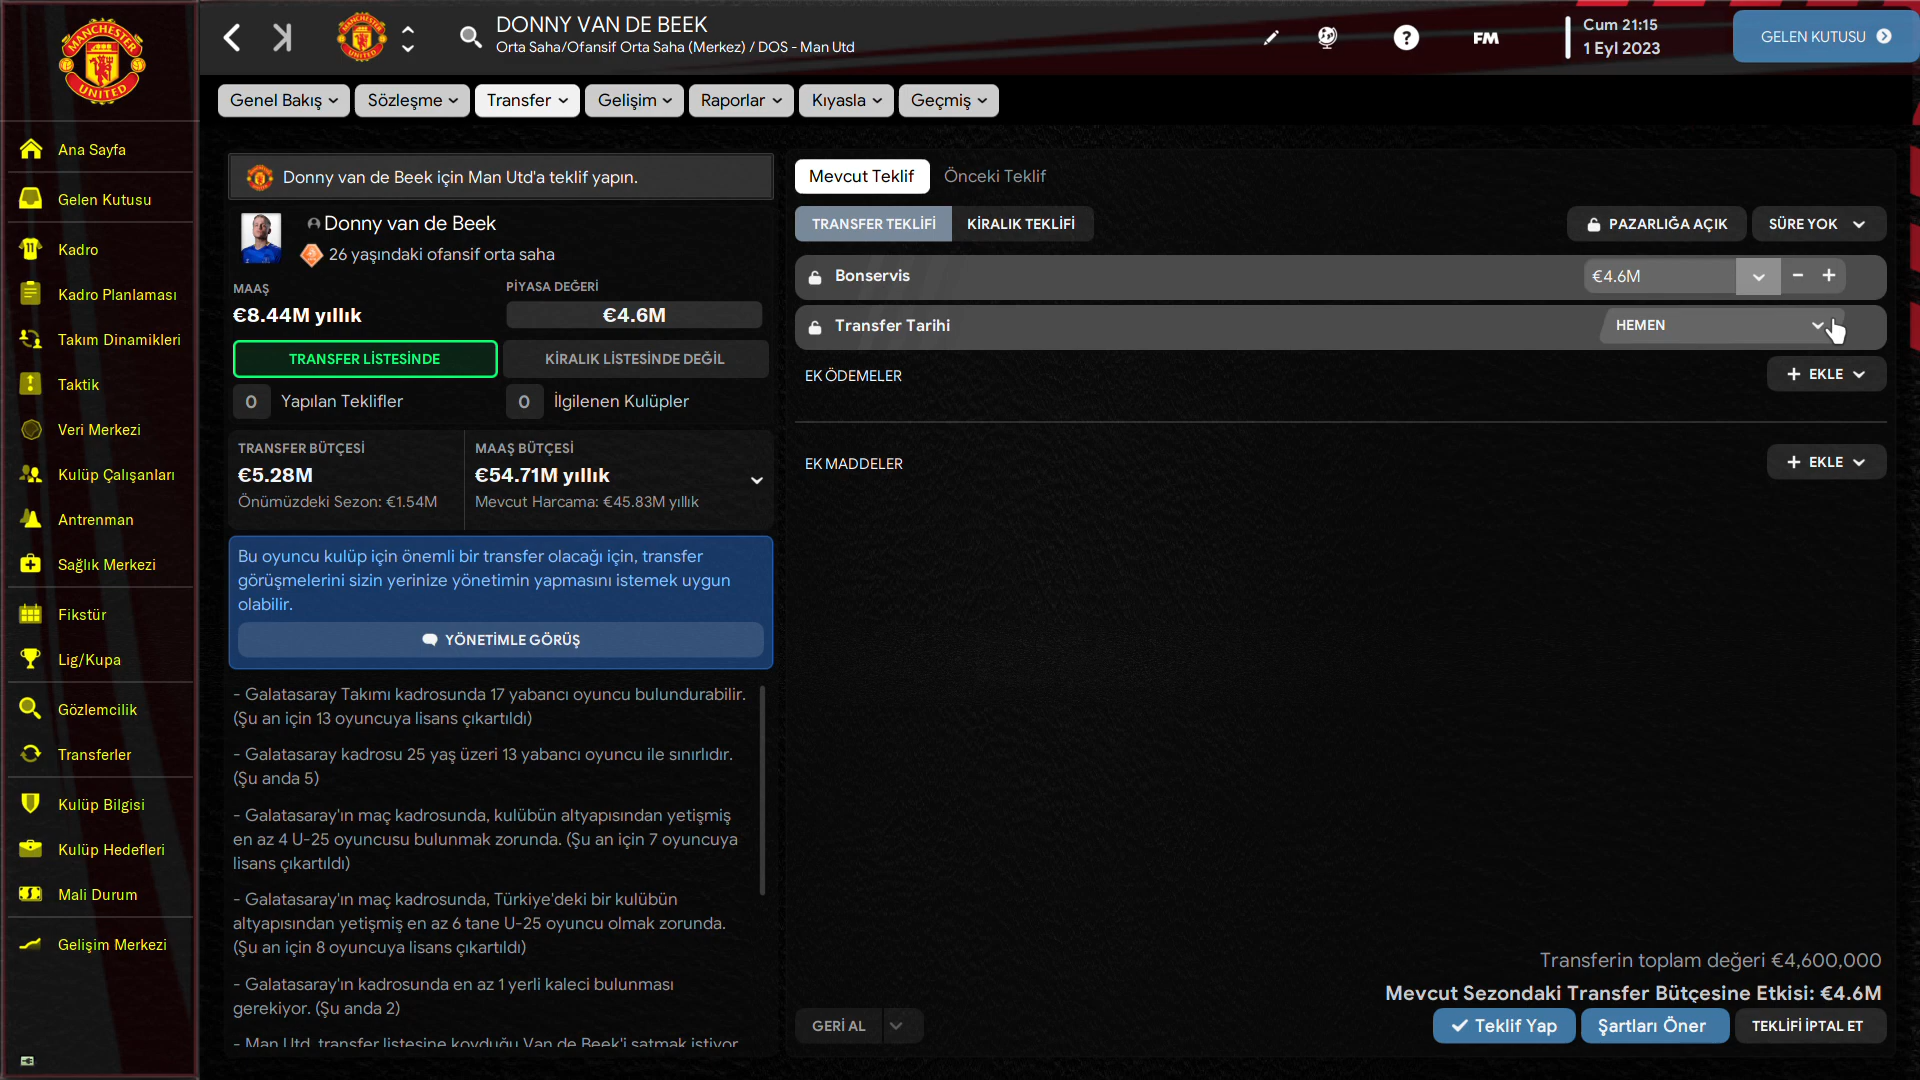 DONNY VAN DE BEEK
Orta Saha/Ofansif Orta Saha (Merkez) / DOS - Man Utd
FM
Cum 21:15
1 Eyl 2023
GELEN KUTUSU
MANCHESTER
UNITED
Genel Bakış
Sözleşme
Transfer
Gelişim
Raporlar
Kıyasla
Geçmiş
Ana Sayfa
Gelen Kutusu
Kadro
Kadro Planlaması
Takım Dinamikleri
Taktik
Veri Merkezi
Kulüp Çalışanları
Antrenman
Sağlık Merkezi
Fikstür
Lig/Kupa
Gözlemcilik
Transferler
Kulüp Bilgisi
Kulüp Hedefleri
Mali Durum
Gelişim Merkezi
Donny van de Beek için Man Utd'a teklif yapın.
Donny van de Beek
26 yaşındaki ofansif orta saha
MAAŞ
€8.44M yıllık
PİYASA DEĞERİ
€4.6M
TRANSFER LİSTESİNDE
KİRALIK LİSTESİNDE DEĞİL
0 Yapılan Teklifler
0 İlgilenen Kulüpler
TRANSFER BÜTÇESİ
€5.28M
Önümüzdeki Sezon: €1.54M
MAAŞ BÜTÇESİ
€54.71M yıllık
Mevcut Harcama: €45.83M yıllık
Bu oyuncu kulüp için önemli bir transfer olacağı için, transfer
görüşmelerini sizin yerinize yönetimin yapmasını istemek uygun
olabilir.
YÖNETİMLE GÖRÜŞ
- Galatasaray Takımı kadrosunda 17 yabancı oyuncu bulundurabilir.
(Şu an için 13 oyuncuya lisans çıkartıldı)
- Galatasaray kadrosu 25 yaş üzeri 13 yabancı oyuncu ile sınırlıdır.
(Şu anda 5)
- Galatasaray'ın maç kadrosunda, kulübün altyapısından yetişmiş
en az 4 U-25 oyuncusu bulunmak zorunda. (Şu an için 7 oyuncuya
lisans çıkartıldı)
- Galatasaray'ın maç kadrosunda, Türkiye'deki bir kulübün
altyapısından yetişmiş en az 6 tane U-25 oyuncu olmak zorunda.
(Şu an için 8 oyuncuya lisans çıkartıldı)
- Galatasaray'ın kadrosunda en az 1 yerli kaleci bulunması
gerekiyor. (Şu anda 2)
- Man Utd, transfer listesine koyduğu Van de Beek'i satmak istiyor
Mevcut Teklif
Önceki Teklif
TRANSFER TEKLİFİ
KİRALIK TEKLİFİ
PAZARLIĞA AÇIK
SÜRE YOK
Bonservis
€4.6M
Transfer Tarihi
HEMEN
EK ÖDEMELER
EKLE
EK MADDELER
EKLE
Transferin toplam değeri €4,600,000
Mevcut Sezondaki Transfer Bütçesine Etkisi: €4.6M
GERİ AL
Teklif Yap
Şartları Öner
TEKLİFİ İPTAL ET